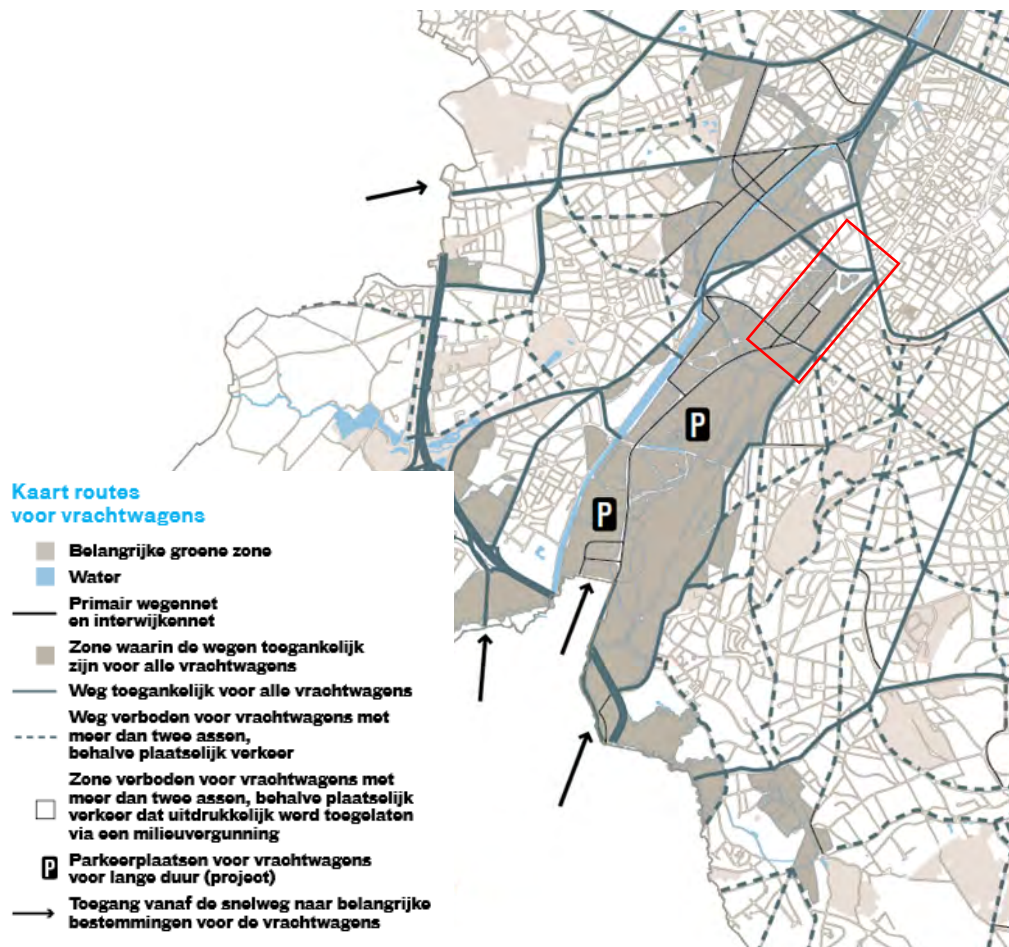 P
P
Kaart routes
voor vrachtwagens
Belangrijke groene zone
Water
Primair wegennet
en interwijkennet
Zone waarin de wegen toegankelijk
zijn voor alle vrachtwagens
Weg toegankelijk voor alle vrachtwagens
Weg verboden voor vrachtwagens met
meer dan twee assen,
behalve plaatselijk verkeer
Zone verboden voor vrachtwagens met
meer dan twee assen, behalve plaatselijk
verkeer dat uitdrukkelijk werd toegelaten
via een milieuvergunning
P Parkeerplaatsen voor vrachtwagens
voor lange duur (project)
Toegang vanaf de snelweg naar belangrijke
bestemmingen voor de vrachtwagens